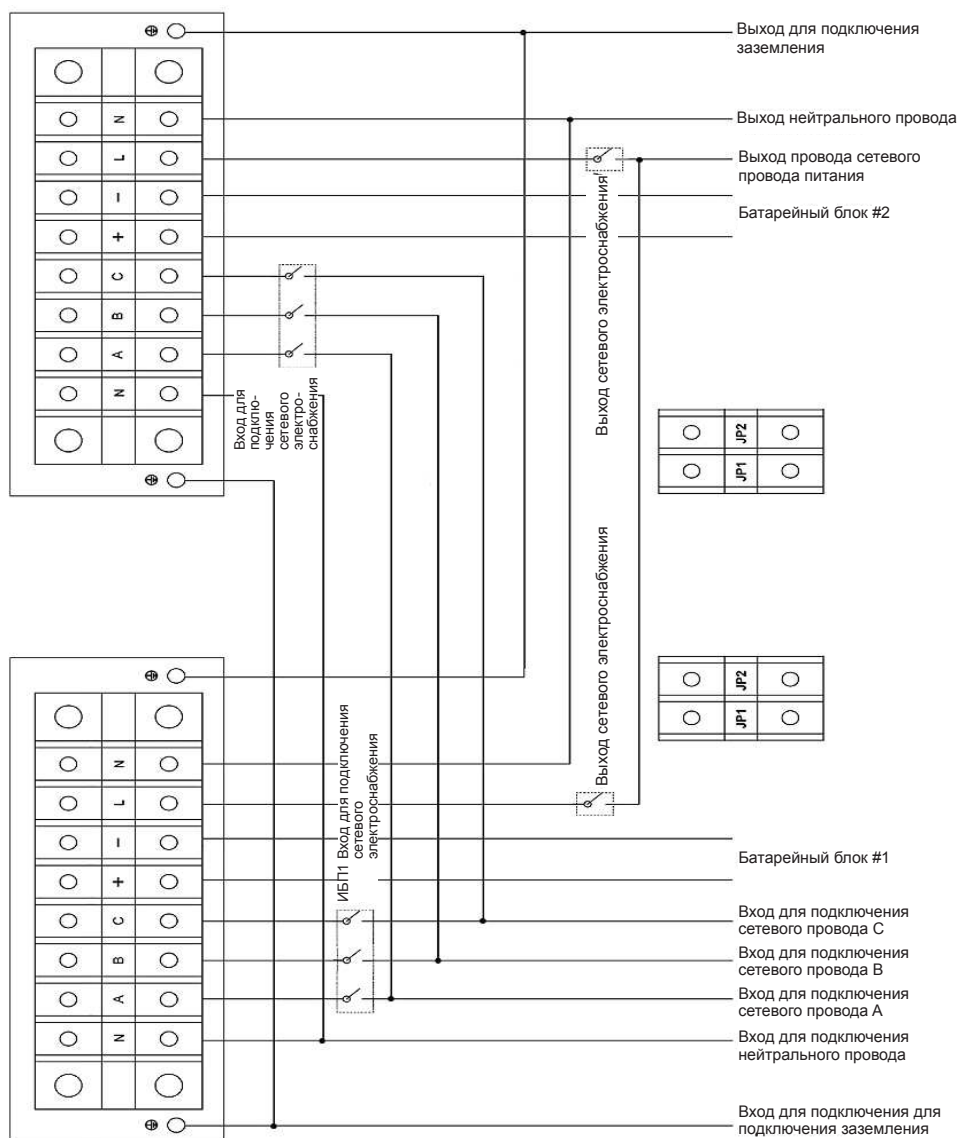 Выход для подключения
заземления
N
Выход нейтрального провода
L
Выход провода сетевого
провода питания
−
Батарейный блок #2
+
C
B
A
N
Вход для
подклю-
чения
сетевого
электро-
снабжения
Выход сетевого электроснабжения
JP2
JP1
Выход сетевого электроснабжения
JP2
JP1
N
L
−
+
C
B
A
N
ИБП1 Вход для подключения
сетевого
электроснабжения
Батарейный блок #1
Вход для подключения
сетевого провода C
Вход для подключения
сетевого провода B
Вход для подключения
сетевого провода A
Вход для подключения
нейтрального провода
Вход для подключения для
подключения заземления